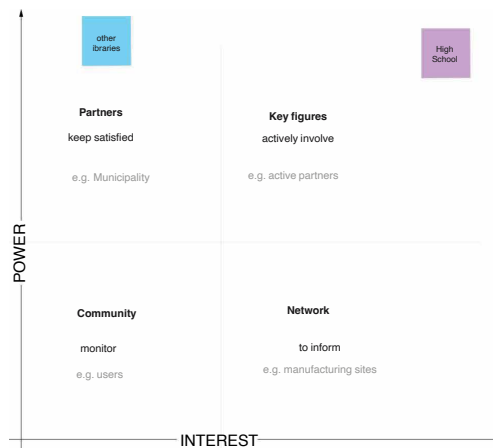 other
ibraries
High
School
Partners
keep satisfied
e.g. Municipality
Key figures
actively involve
e.g. active partners
POWER
Community
monitor
e.g. users
Network
to inform
e.g. manufacturing sites
INTEREST